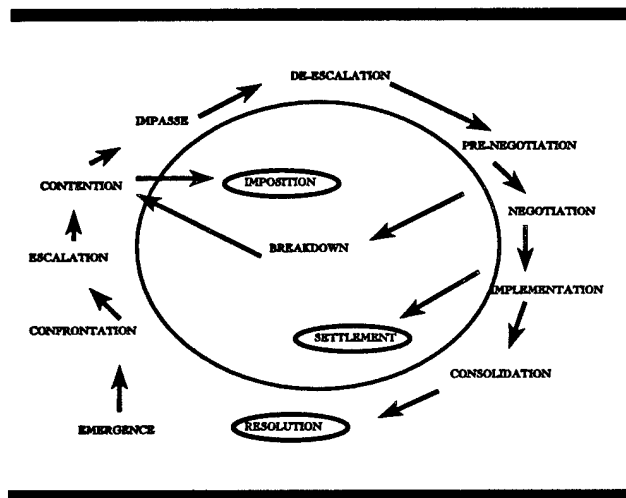 DE-ESCALATION
IMPASSE
PRE-NEGOTIATION
CONTENTION
IMPOSITION
NEGOTIATION
BREAKDOWN
ESCALATION
IMPLEMENTATION
CONFRONTATION
SETTLEMENT
CONSOLIDATION
EMERGENCE
RESOLUTION